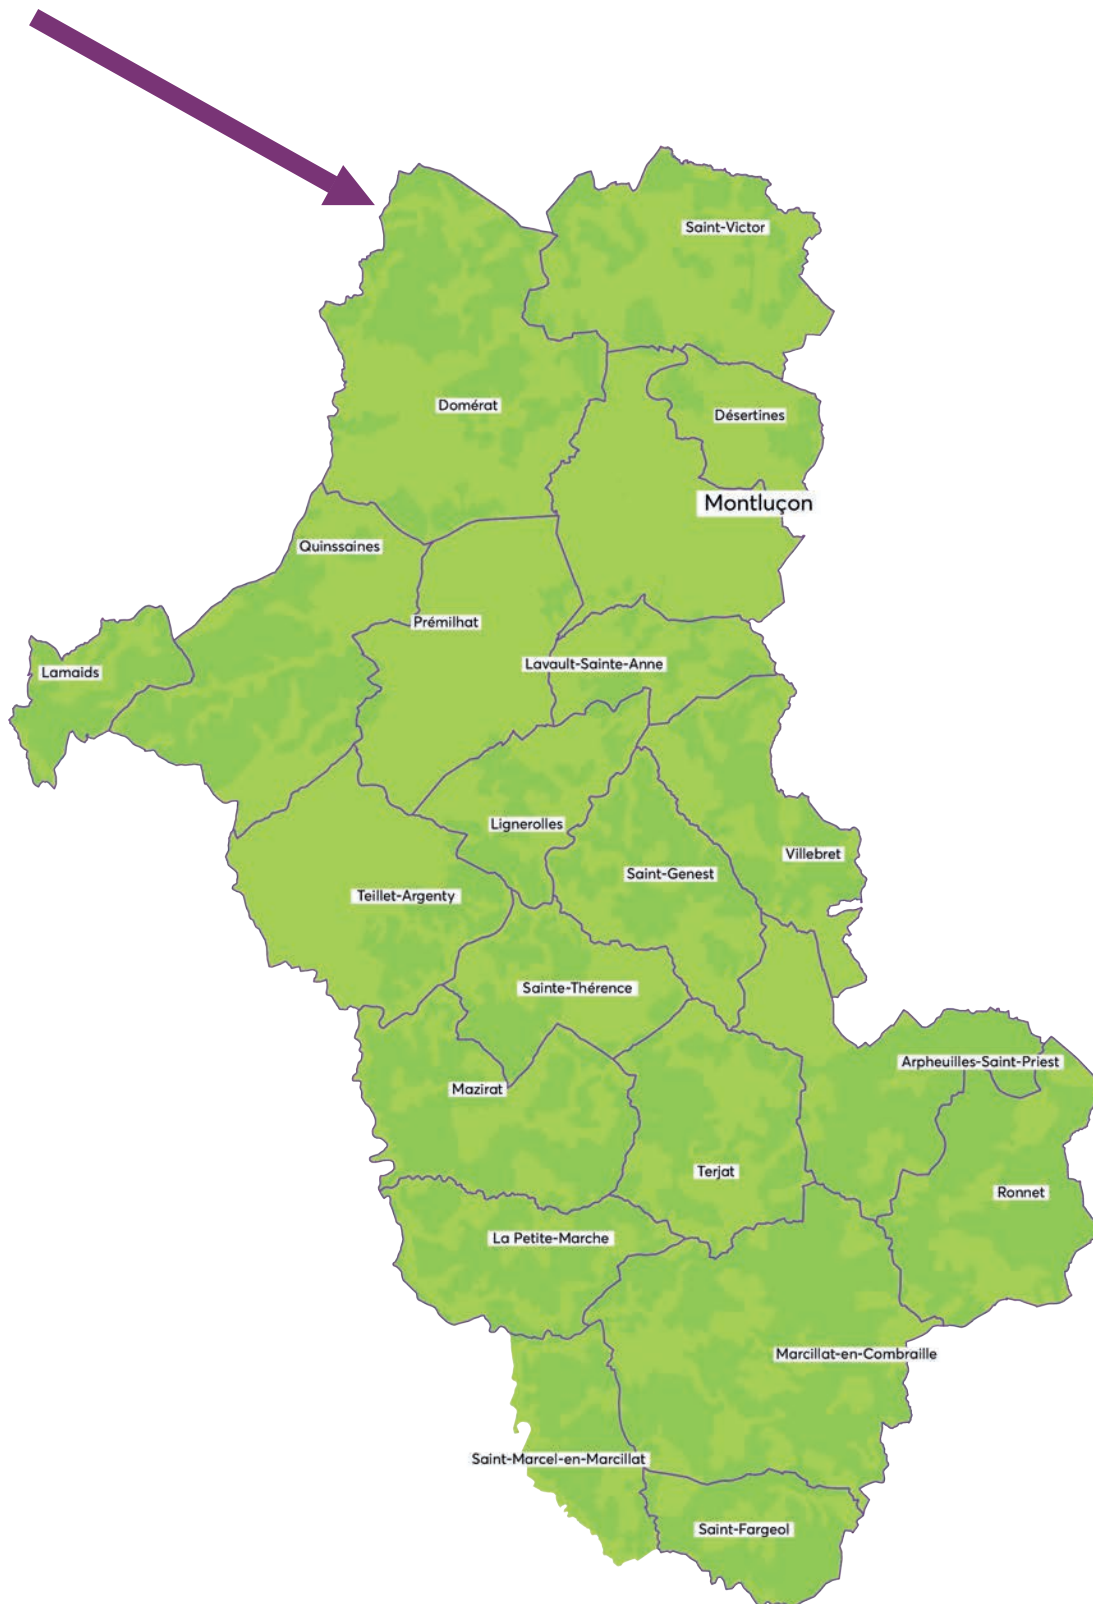 Saint-Victor
Domérat
Désertines
Montluçon
Quinssaines
Prémilhat
Lavault-Sainte-Anne
Lamaids
Lignerolles
Villebret
Saint-Genest
Teillet-Argenty
Sainte-Thérence
Arpheuilles-Saint-Priest
Mazirat
Terjat
Ronnet
La Petite-Marche
Marcillat-en-Combraille
Saint-Marcel-en-Marcillat
Saint-Fargeol